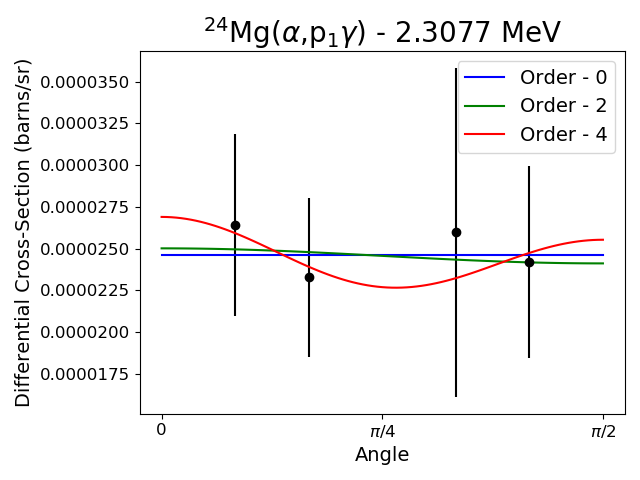 ²⁴Mg(α,p₁γ) - 2.3077 MeV
Differential Cross-Section (barns/sr)
0.0000350
0.0000325
0.0000300
0.0000275
0.0000250
0.0000225
0.0000200
0.0000175
Order - 0
Order - 2
Order - 4
0
π/4
π/2
Angle